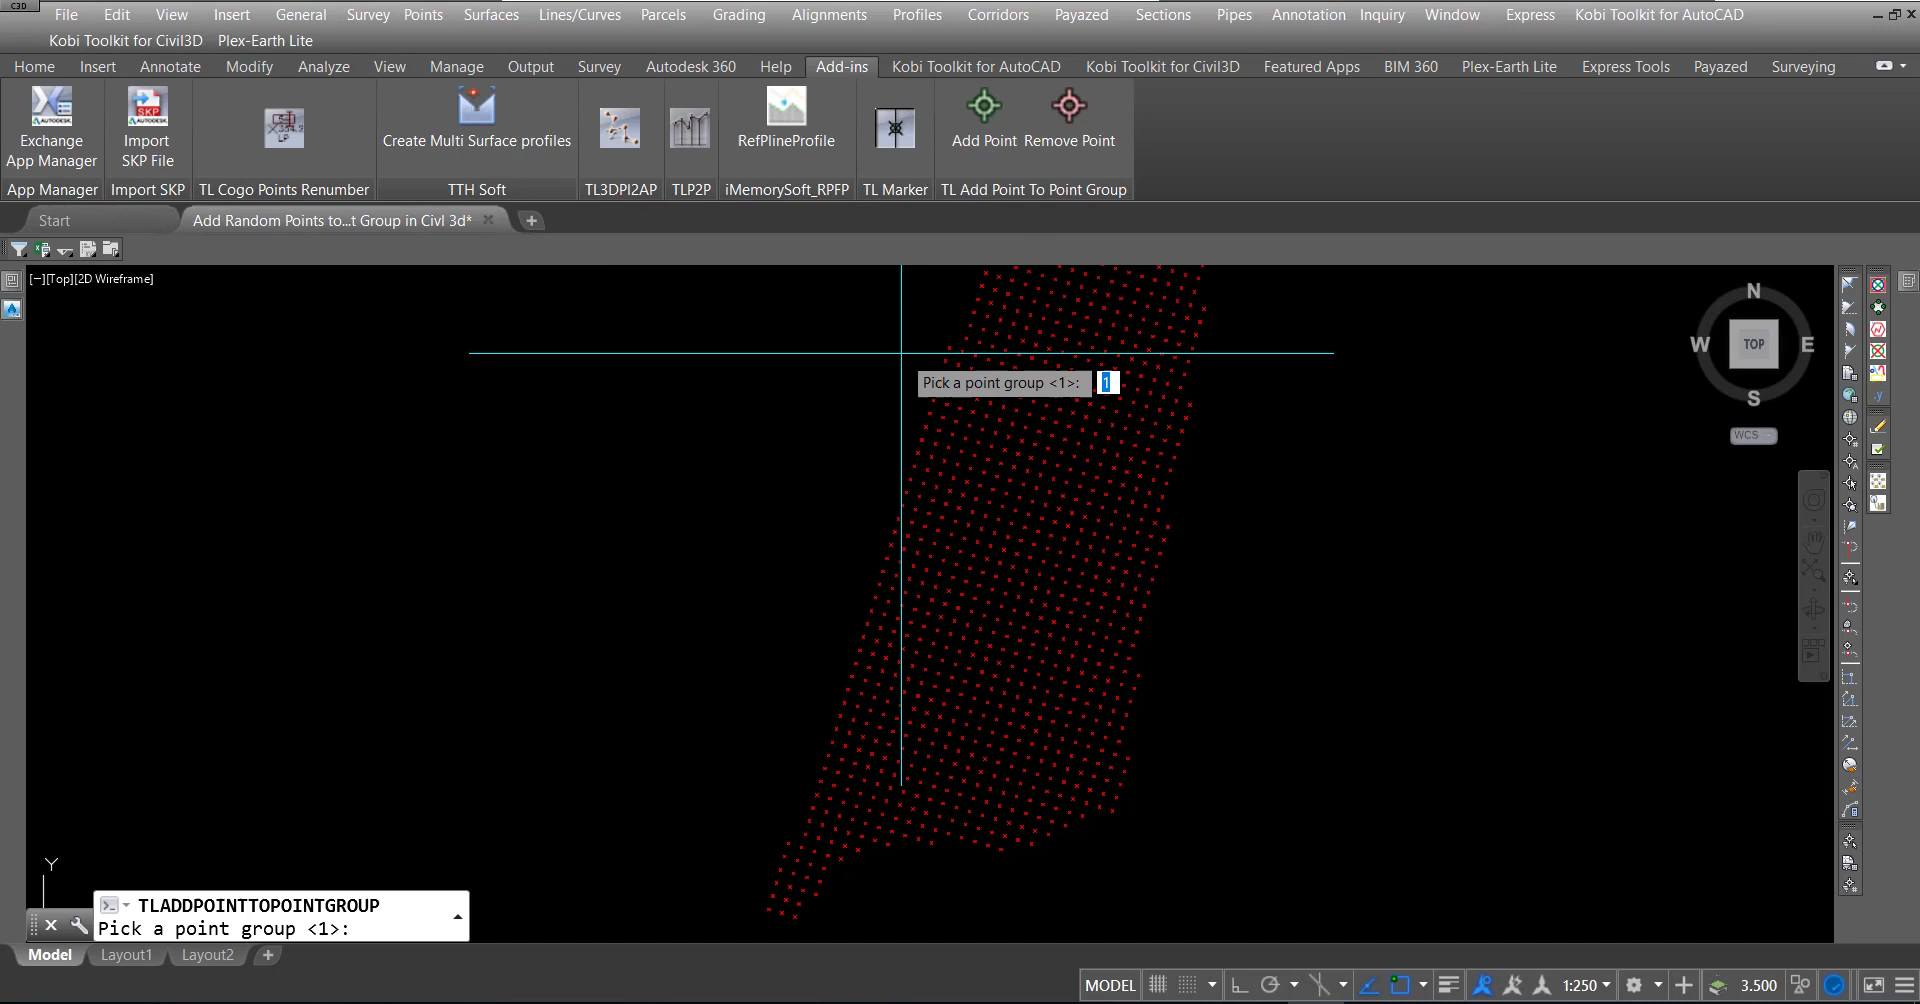 C3D
File Edit View Insert General Survey Points Surfaces Lines/Curves Parcels Grading Alignments Profiles Corridors Payazed Sections Pipes Annotation Inquiry Window Express Kobi Toolkit for AutoCAD
Kobi Toolkit for Civil3D Plex-Earth Lite
Home Insert Annotate Modify Analyze View Manage Output Survey Autodesk 360 Help Add-ins Kobi Toolkit for AutoCAD Kobi Toolkit for Civil3D Featured Apps BIM 360 Plex-Earth Lite Express Tools Payazed Surveying
Exchange
App Manager
Import
SKP File
Create Multi Surface profiles
RefPlineProfile
Add Point Remove Point
App Manager Import SKP TL Cogo Points Renumber TTH Soft TL3DPl2AP TLP2P iMemorySoft_RPFP TL Marker TL Add Point To Point Group
Start Add Random Points to...t Group in Civl 3d*
[−][Top][2D Wireframe]
N
W TOP E
S
WCS
Pick a point group <1>: 1
Y
TLADDPOINTTOPOINTGROUP
Pick a point group <1>:
Model Layout1 Layout2
MODEL 1:250 3.500